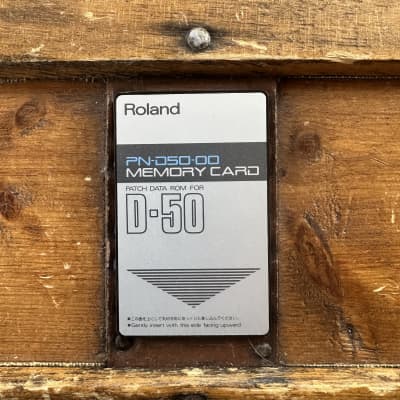 Roland
PN-D50-00
MEMORY CARD
PATCH DATA ROM FOR
D-50
● Gently insert with this side facing upward